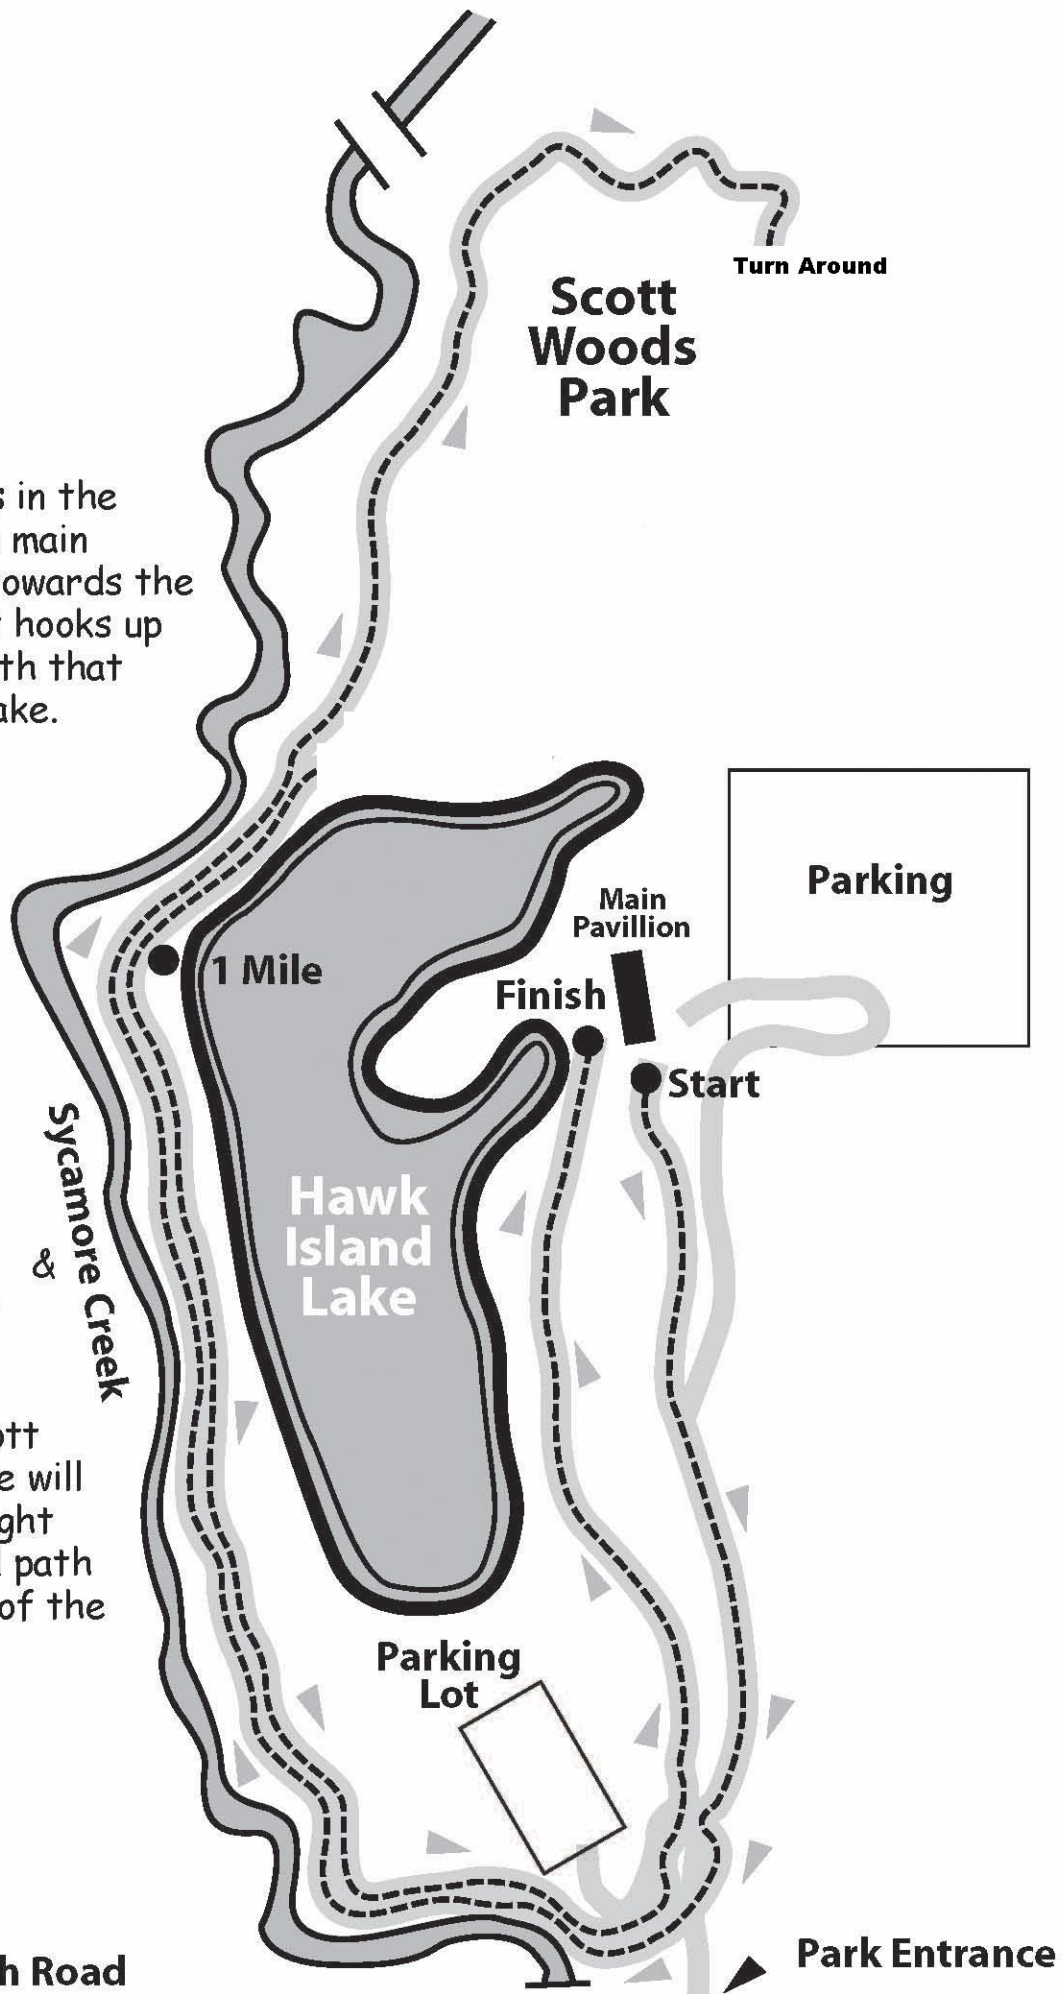 Turn Around
Scott
Woods
Park
in the
main
owards the
hooks up
th that
ake.
Parking
Main
Pavillion
1 Mile
Finish
Start
Sycamore Creek
Hawk
Island
Lake
&
ott
e will
ght
path
of the
Parking
Lot
Park Entrance
h Road